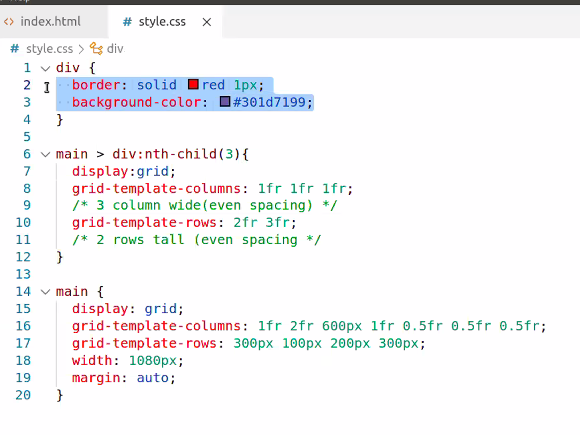 index.html
# style.css ×
# style.css > div
1 div {
2 border: solid red 1px;
3 background-color: #301d7199;
4 }
5
6 main > div:nth-child(3){
7 display:grid;
8 grid-template-columns: 1fr 1fr 1fr;
9 /* 3 column wide(even spacing) */
10 grid-template-rows: 2fr 3fr;
11 /* 2 rows tall (even spacing */
12 }
13
14 main {
15 display: grid;
16 grid-template-columns: 1fr 2fr 600px 1fr 0.5fr 0.5fr 0.5fr;
17 grid-template-rows: 300px 100px 200px 300px;
18 width: 1080px;
19 margin: auto;
20 }